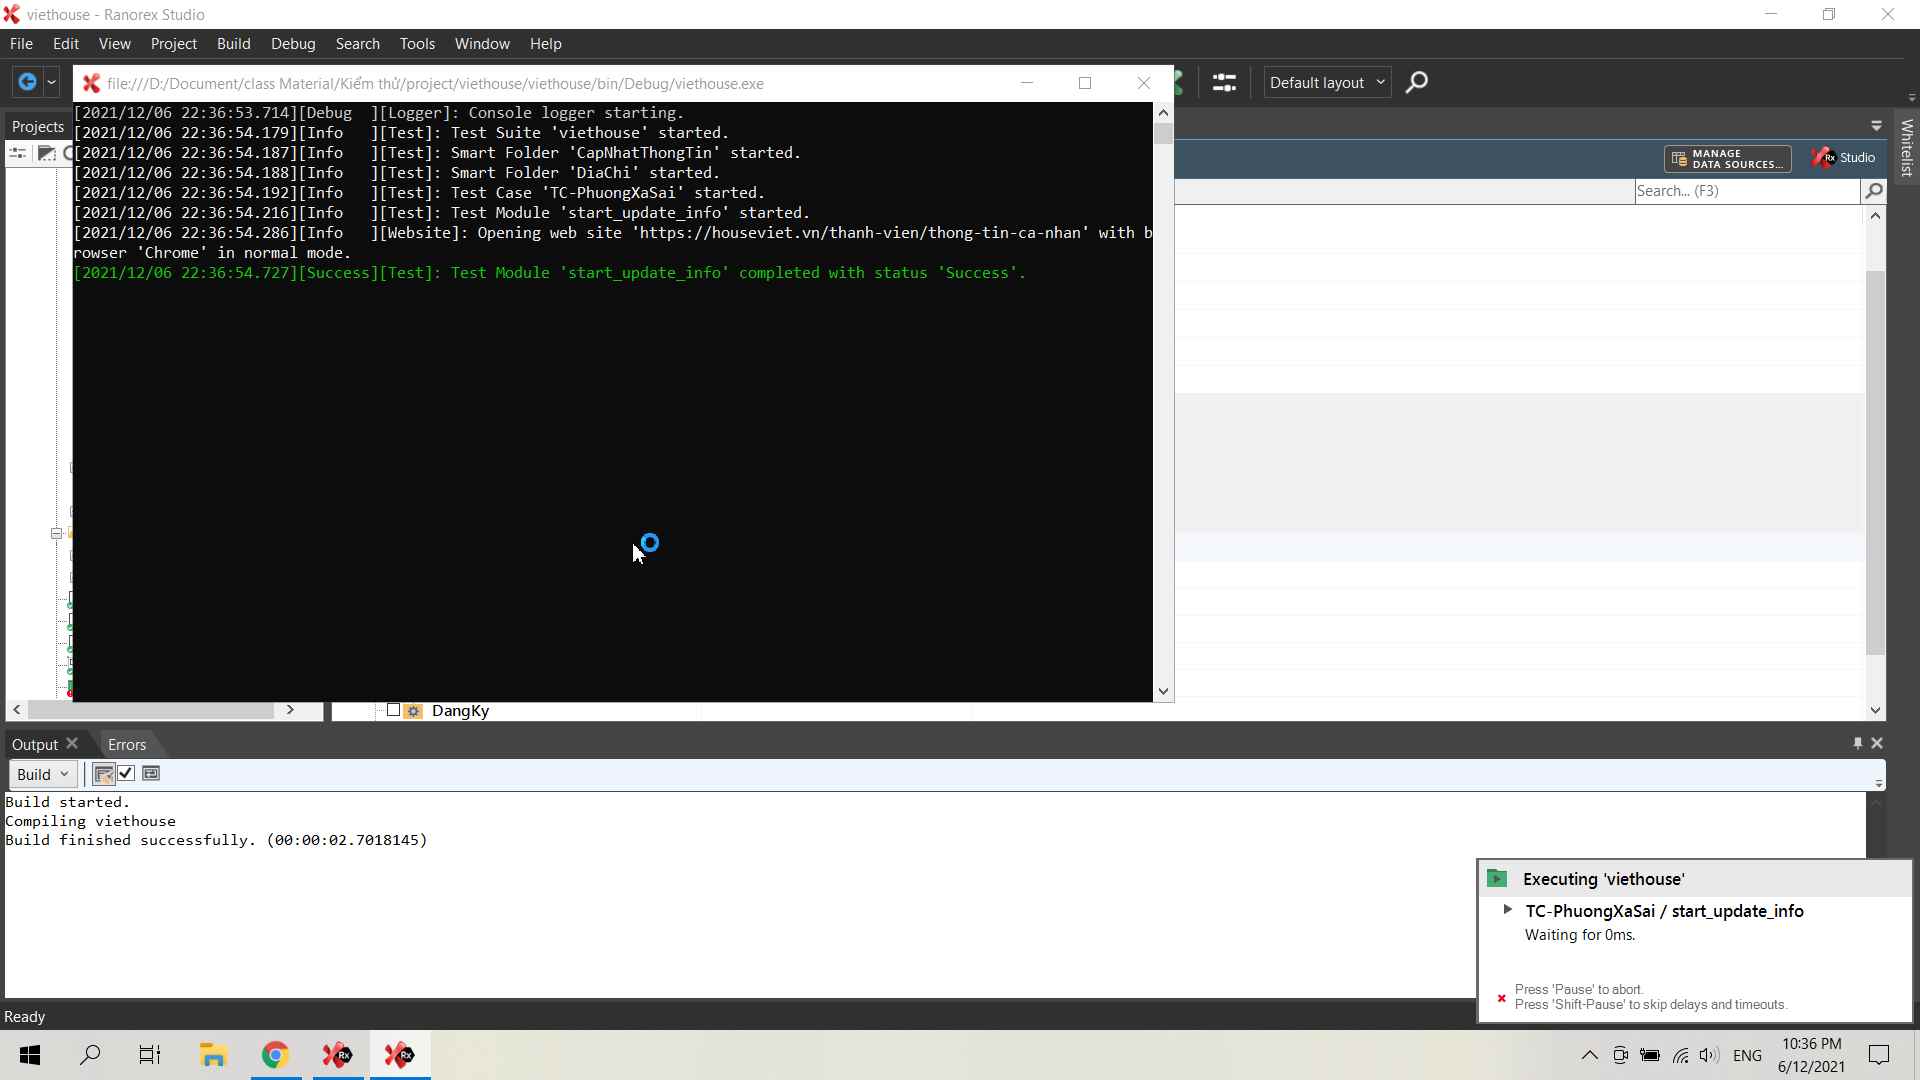 viethouse - Ranorex Studio
File Edit View Project Build Debug Search Tools Window Help
file:///D:/Document/class Material/Kiểm thử/project/viethouse/viethouse/bin/Debug/viethouse.exe
Default layout
Projects
[2021/12/06 22:36:53.714][Debug  ][Logger]: Console logger starting.
[2021/12/06 22:36:54.179][Info   ][Test]: Test Suite 'viethouse' started.
[2021/12/06 22:36:54.187][Info   ][Test]: Smart Folder 'CapNhatThongTin' started.
[2021/12/06 22:36:54.188][Info   ][Test]: Smart Folder 'DiaChi' started.
[2021/12/06 22:36:54.192][Info   ][Test]: Test Case 'TC-PhuongXaSai' started.
[2021/12/06 22:36:54.216][Info   ][Test]: Test Module 'start_update_info' started.
[2021/12/06 22:36:54.286][Info   ][Website]: Opening web site 'https://houseviet.vn/thanh-vien/thong-tin-ca-nhan' with b
rowser 'Chrome' in normal mode.
[2021/12/06 22:36:54.727][Success][Test]: Test Module 'start_update_info' completed with status 'Success'.
MANAGE
DATA SOURCES...
Rx Studio
Whitelist
Search... (F3)
DangKy
Output
Errors
Build
Build started.
Compiling viethouse
Build finished successfully. (00:00:02.7018145)
Executing 'viethouse'
TC-PhuongXaSai / start_update_info
Waiting for 0ms.
Press 'Pause' to abort.
Press 'Shift-Pause' to skip delays and timeouts.
Ready
Rx
Rx
ENG
10:36 PM
6/12/2021